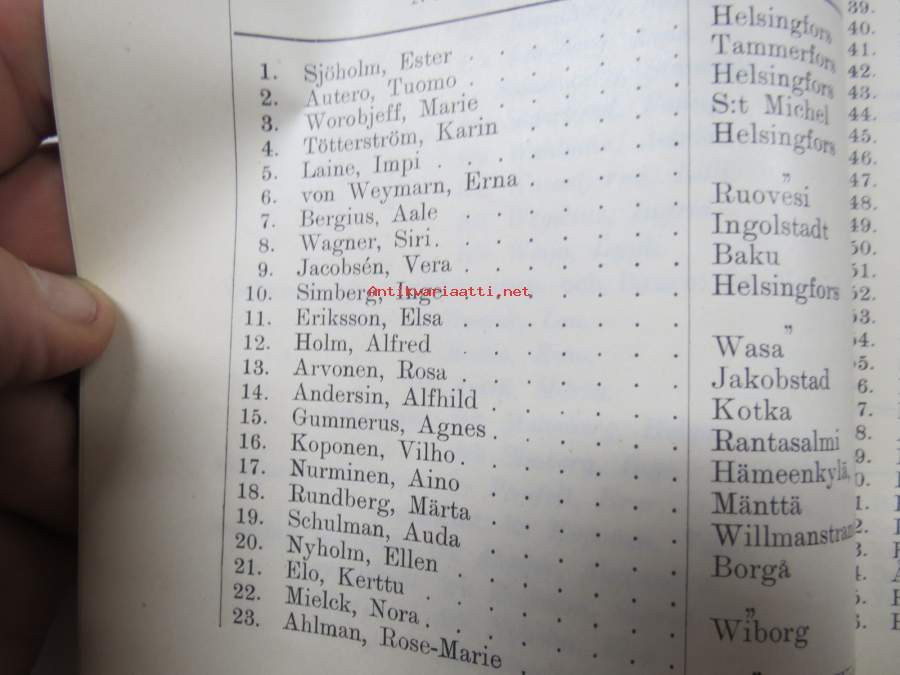 1. Sjöholm, Ester . . . . . . . Helsingfors
2. Autero, Tuomo . . . . . . . Tammerfors
3. Worobjeff, Marie . . . . . . Helsingfors
4. Tötterström, Karin . . . . . . S:t Michel
5. Laine, Impi . . . . . . . Helsingfors
6. von Weymarn, Erna . . . . . „
7. Bergius, Aale . . . . . . . Ruovesi
8. Wagner, Siri . . . . . . . . Ingolstadt
9. Jacobsén, Vera . . . . . . . Baku
10. Simberg, Inge . . . . . . . Helsingfors
11. Eriksson, Elsa . . . . . . . „
12. Holm, Alfred . . . . . . . Wasa
13. Arvonen, Rosa . . . . . . . Jakobstad
14. Andersin, Alfhild . . . . . . Kotka
15. Gummerus, Agnes . . . . . . Rantasalmi
16. Koponen, Vilho . . . . . . . Hämeenkylä,
17. Nurminen, Aino . . . . . . Mänttä
18. Rundberg, Märta . . . . . . Willmanstran
19. Schulman, Auda . . . . . . Borgå
20. Nyholm, Ellen . . . . . . . „
21. Elo, Kerttu . . . . . . . Wiborg
22. Mielck, Nora . . . . . . . „
23. Ahlman, Rose-Marie
Antikvariaatti.net
39.
40.
41.
42.
43.
44.
45.
46.
47.
48.
49.
50.
51.
52.
53.
54.